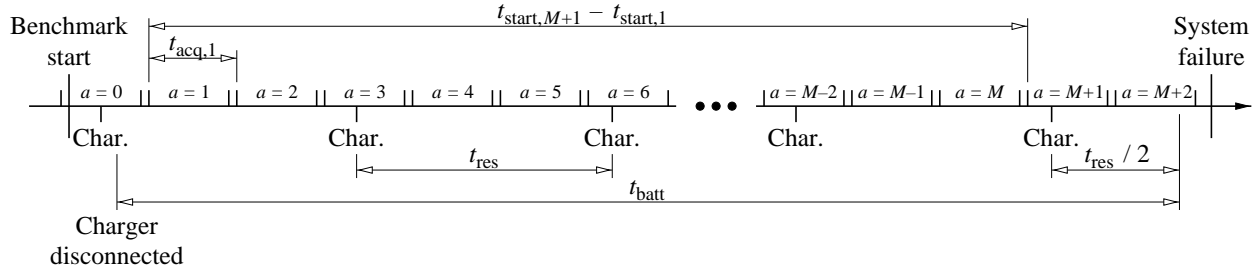 Benchmark
start
t_start,M+1 − t_start,1
System
failure
t_acq,1
a = 0
a = 1
a = 2
a = 3
a = 4
a = 5
a = 6
a = M–2
a = M–1
a = M
a = M+1
a = M+2
Char.
Char.
Char.
Char.
Char.
t_res
t_res / 2
t_batt
Charger
disconnected